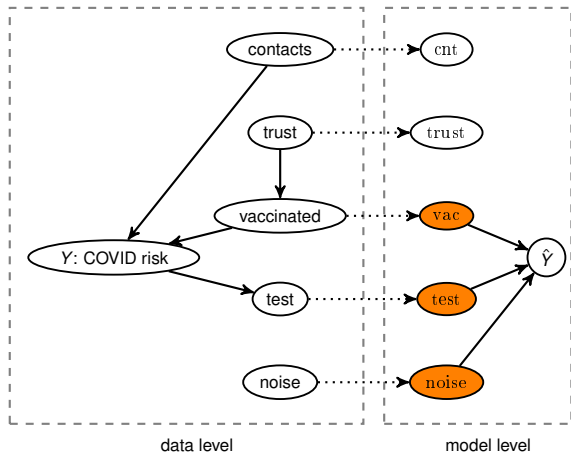 contacts
cnt
trust
trust
vaccinated
vac
Y: COVID risk
Ŷ
test
test
noise
noise
data level
model level